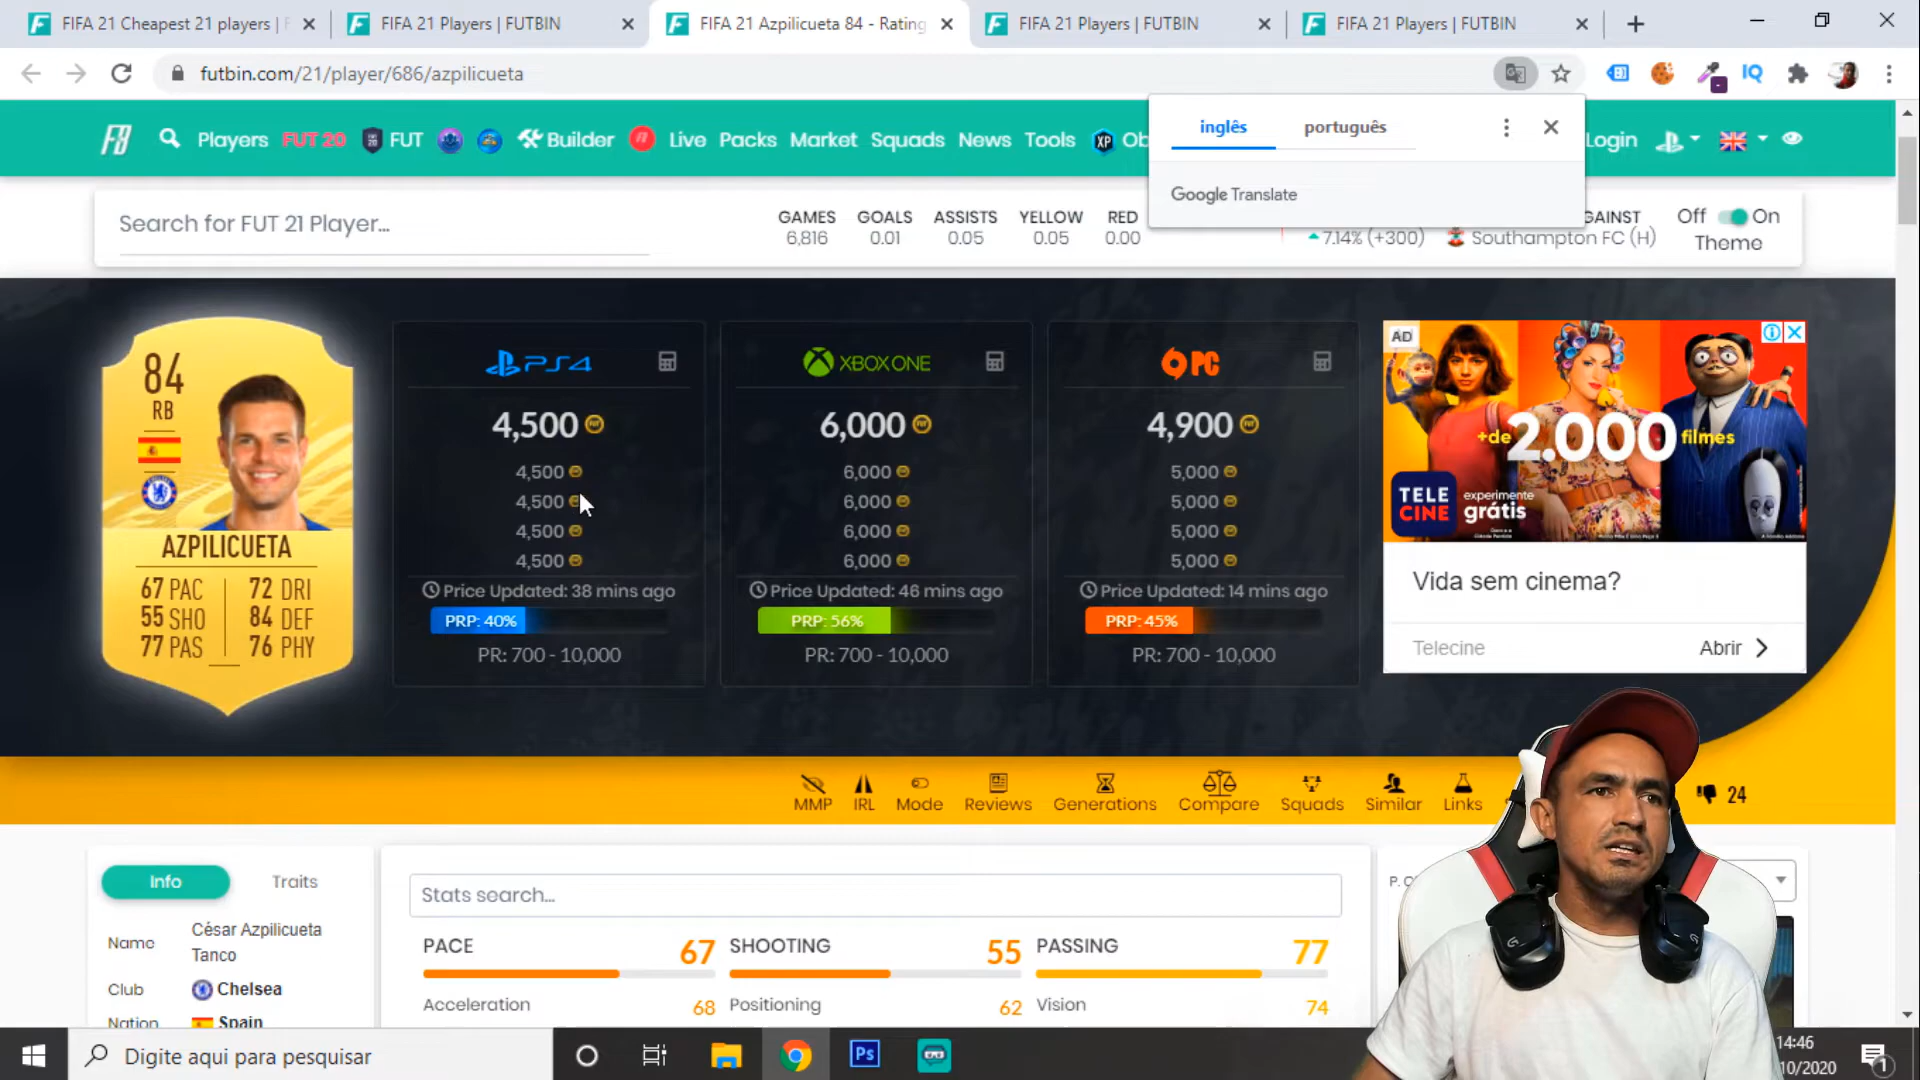 FIFA 21 Cheapest 21 players | F
FIFA 21 Players | FUTBIN
FIFA 21 Azpilicueta 84 - Rating
FIFA 21 Players | FUTBIN
FIFA 21 Players | FUTBIN
futbin.com/21/player/686/azpilicueta
IQ
inglês
português
Google Translate
Players
FUT 20
FUT
Builder
Live
Packs
Market
Squads
News
Tools
XP
Ob
Login
Search for FUT 21 Player...
GAMES
6,816
GOALS
0.01
ASSISTS
0.05
YELLOW
0.05
RED
0.00
7.14% (+300)
GAINST
Southampton FC (H)
Off
On
Theme
84
RB
AZPILICUETA
67 PAC
72 DRI
55 SHO
84 DEF
77 PAS
76 PHY
PS4
4,500
4,500
4,500
4,500
4,500
Price Updated: 38 mins ago
PRP: 40%
PR: 700 - 10,000
XBOX ONE
6,000
6,000
6,000
6,000
6,000
Price Updated: 46 mins ago
PRP: 56%
PR: 700 - 10,000
PC
4,900
5,000
5,000
5,000
5,000
Price Updated: 14 mins ago
PRP: 45%
PR: 700 - 10,000
AD
+de 2.000 filmes
TELE
CINE
experimente
grátis
Vida sem cinema?
Telecine
Abrir
MMP
IRL
Mode
Reviews
Generations
Compare
Squads
Similar
Links
24
Info
Traits
Name
César Azpilicueta
Tanco
Club
Chelsea
Nation
Spain
Stats search...
PACE
67
Acceleration
68
SHOOTING
55
Positioning
62
PASSING
77
Vision
74
Digite aqui para pesquisar
Ps
14:46
10/2020
1